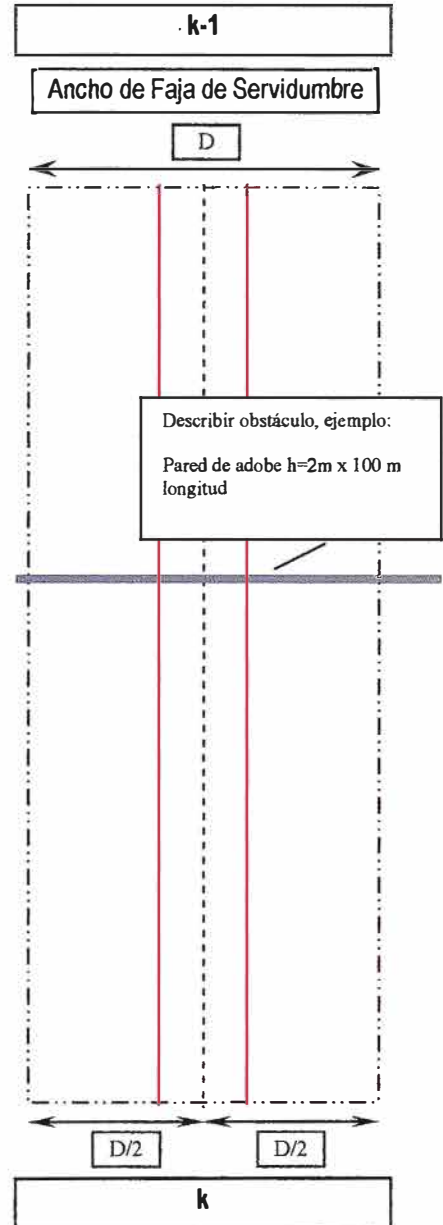 k-1
Ancho de Faja de Servidumbre
D
Describir obstáculo, ejemplo:
Pared de adobe h=2m x 100 m
longitud
D/2 D/2
k